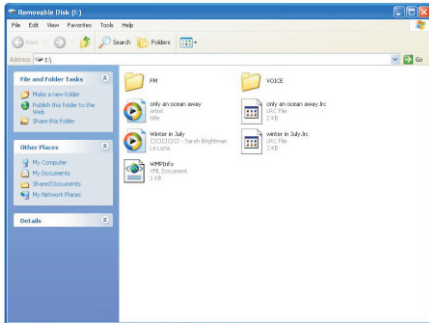 Removable Disk (I:)
File Edit View Favorites Tools Help
Back Search Folders
Address I:\ Go
File and Folder Tasks
Make a new folder
Publish this folder to the
Web
Share this folder
Other Places
My Computer
My Documents
Shared Documents
My Network Places
Details
FM VOICE
only an ocean away
artist
title
only an ocean away.lrc
LRC File
2 KB
Winter in July
□□□□□ - Sarah Brightman
La Luna
winter in July.lrc
LRC File
2 KB
WMPInfo
XML Document
1 KB